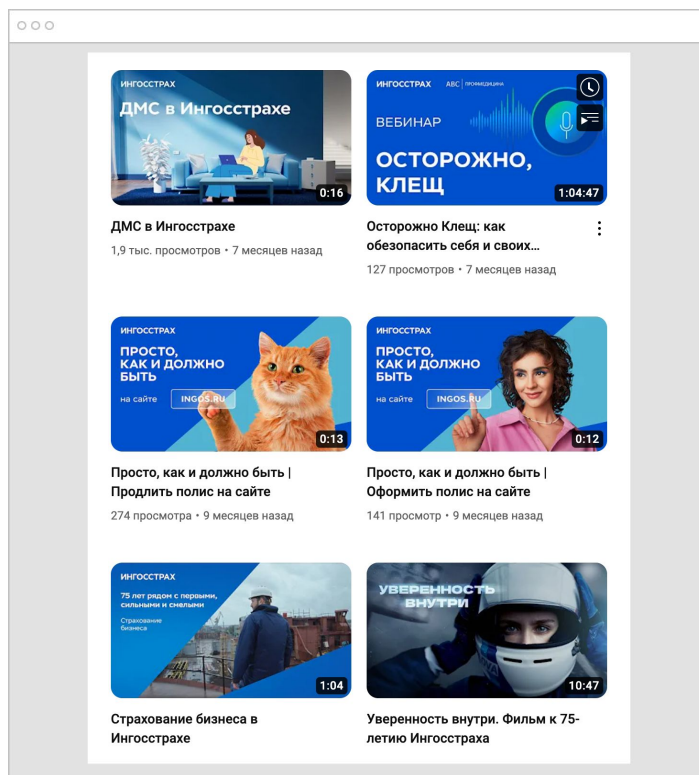 ИНГОССТРАХ
ДМС в Ингосстрахе
0:16
ДМС в Ингосстрахе
1,9 тыс. просмотров • 7 месяцев назад
ИНГОССТРАХ
АВС | ПРОФМЕДИЦИНА
ВЕБИНАР
ОСТОРОЖНО,
КЛЕЩ
1:04:47
Осторожно Клещ: как
обезопасить себя и своих...
127 просмотров • 7 месяцев назад
ИНГОССТРАХ
ПРОСТО,
КАК И ДОЛЖНО
БЫТЬ
на сайте INGOS.RU
0:13
Просто, как и должно быть |
Продлить полис на сайте
274 просмотра • 9 месяцев назад
ИНГОССТРАХ
ПРОСТО,
КАК И ДОЛЖНО
БЫТЬ
на сайте INGOS.RU
0:12
Просто, как и должно быть |
Оформить полис на сайте
141 просмотр • 9 месяцев назад
ИНГОССТРАХ
75 лет рядом с первыми,
сильными и смелыми
Страхование
бизнеса
1:04
Страхование бизнеса в
Ингосстрахе
УВЕРЕННОСТЬ
ВНУТРИ
10:47
Уверенность внутри. Фильм к 75-
летию Ингосстраха